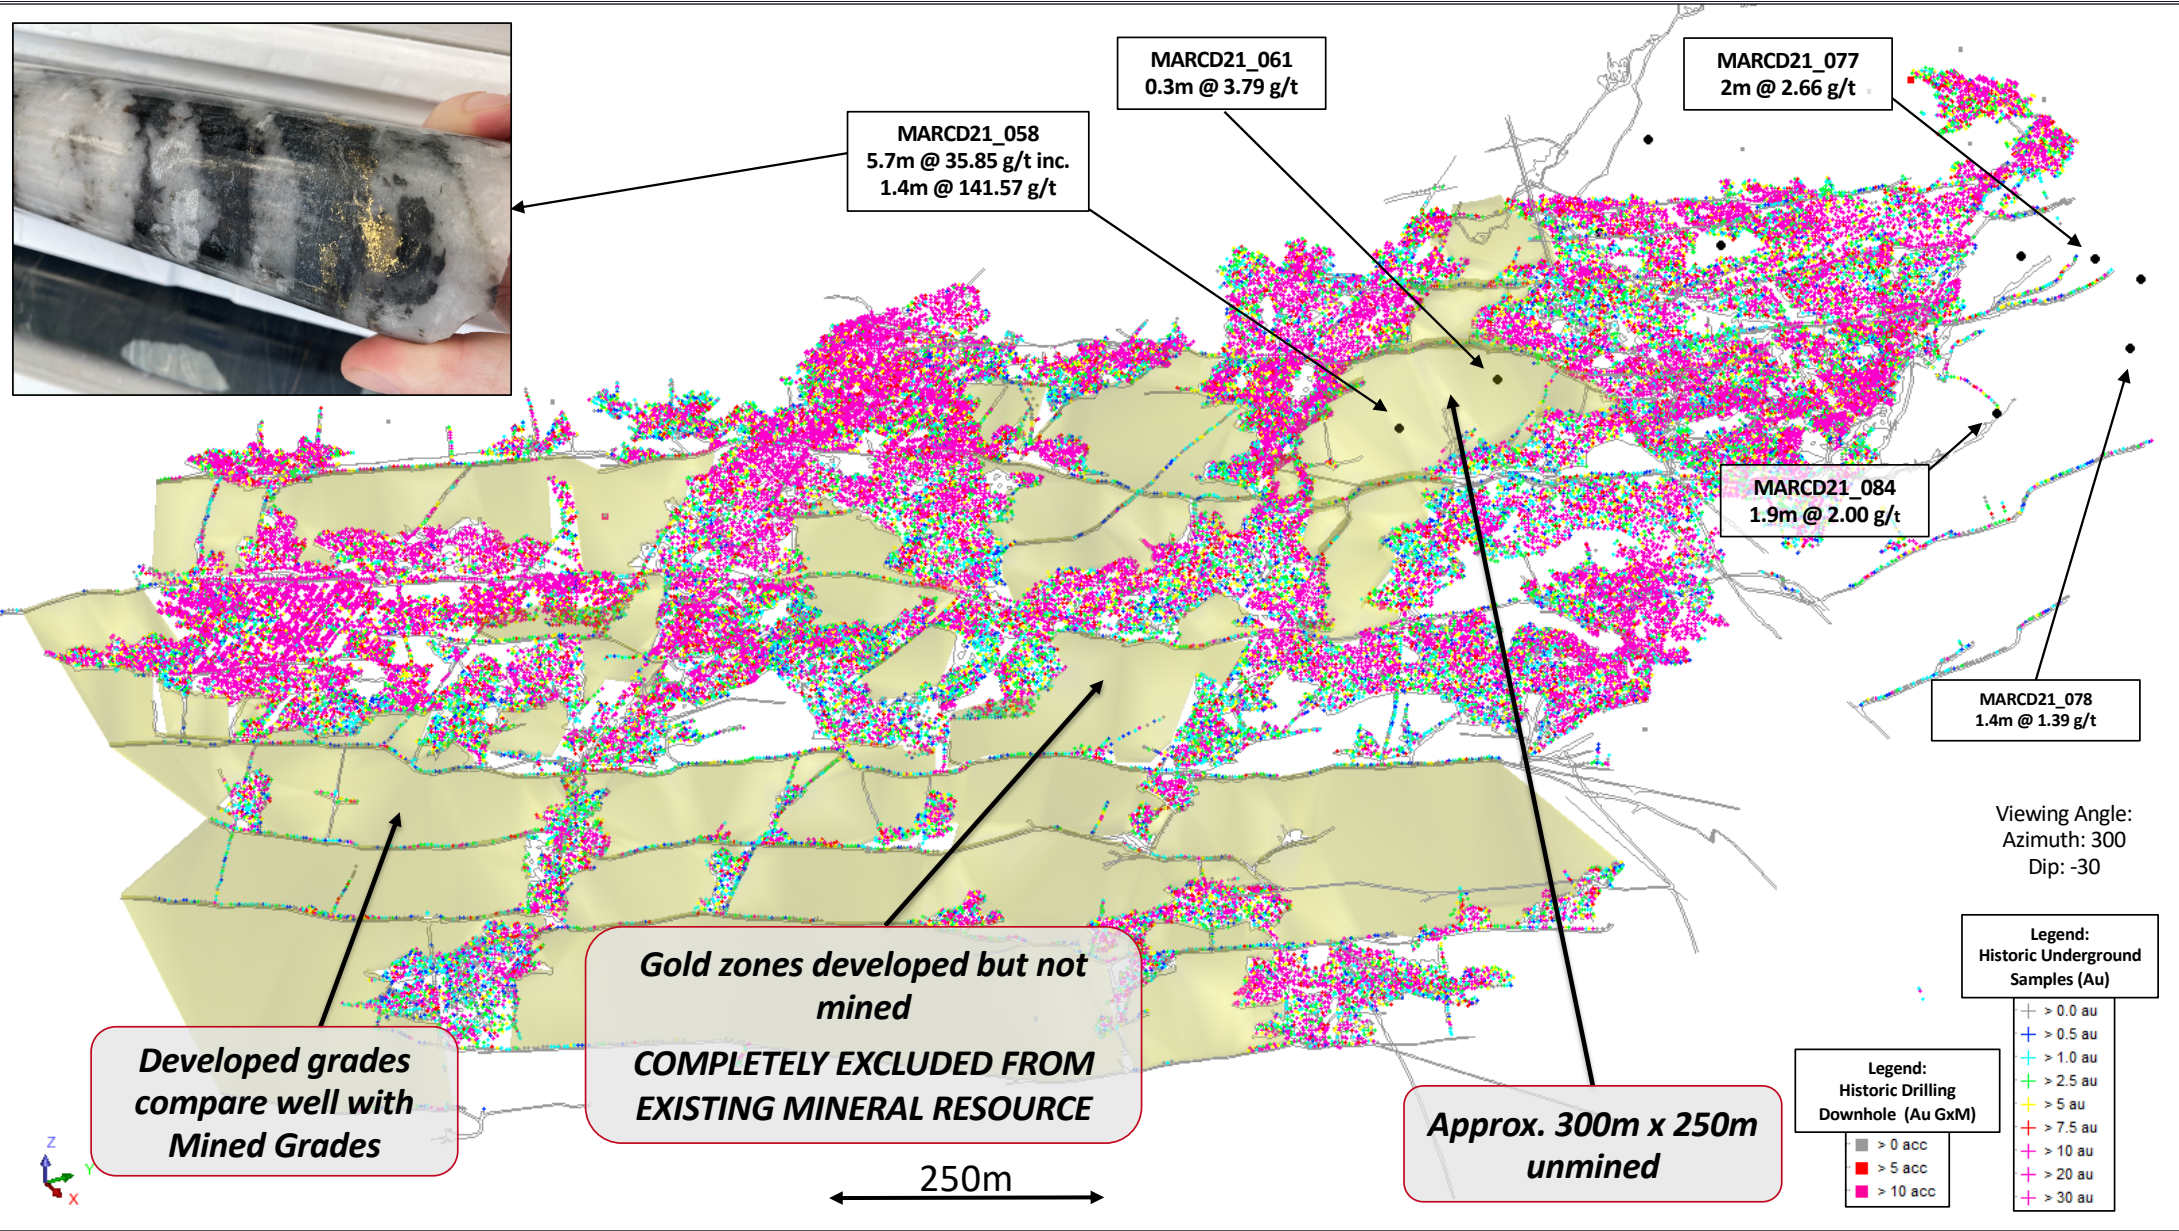 MARCD21_061
0.3m @ 3.79 g/t
MARCD21_077
2m @ 2.66 g/t
MARCD21_058
5.7m @ 35.85 g/t inc.
1.4m @ 141.57 g/t
MARCD21_084
1.9m @ 2.00 g/t
MARCD21_078
1.4m @ 1.39 g/t
Viewing Angle:
Azimuth: 300
Dip: -30
Developed grades
compare well with
Mined Grades
Gold zones developed but not
mined
COMPLETELY EXCLUDED FROM
EXISTING MINERAL RESOURCE
Approx. 300m x 250m
unmined
250m
Legend:
Historic Drilling
Downhole (Au GxM)
> 0 acc
> 5 acc
> 10 acc
Legend:
Historic Underground
Samples (Au)
> 0.0 au
> 0.5 au
> 1.0 au
> 2.5 au
> 5 au
> 7.5 au
> 10 au
> 20 au
> 30 au
Z
Y
X